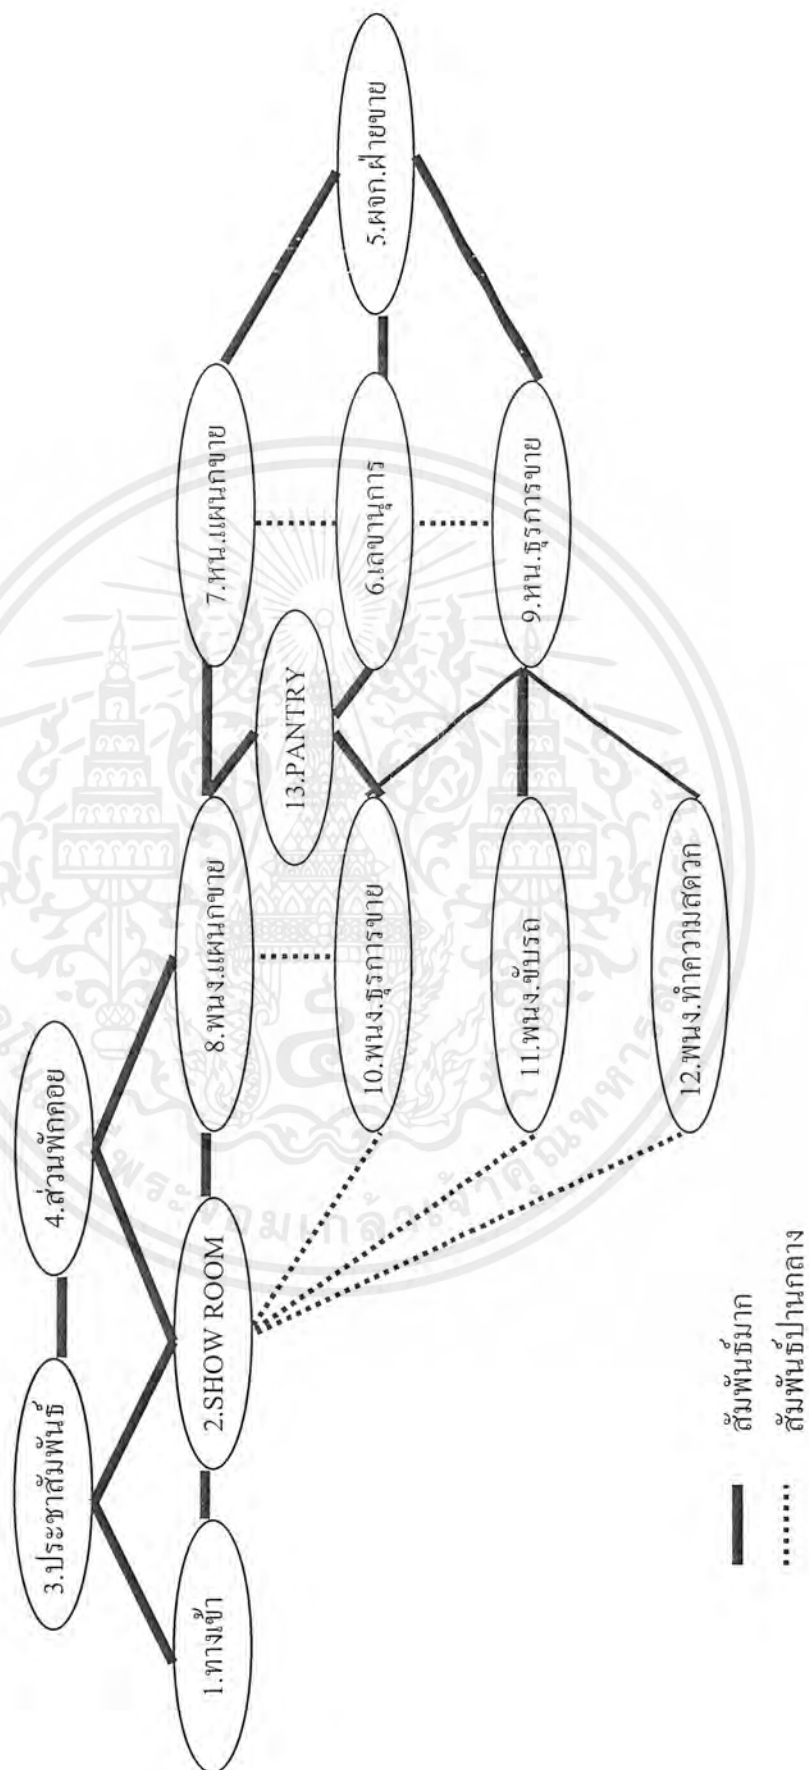 3.ประชาสัมพันธ์
4.ส่วนพักคอย
1.ทางเข้า
2.SHOW ROOM
8.พนง.แผนกขาย
7.หน.แผนกขาย
13.PANTRY
10.พนง.ธุรการขาย
6.เลขานุการ
5.ผจก.ฝ่ายขาย
11.พนง.ขับรถ
9.หน.ธุรการขาย
12.พนง.ทำความสดวก
สัมพันธ์มาก
สัมพันธ์ปานกลาง